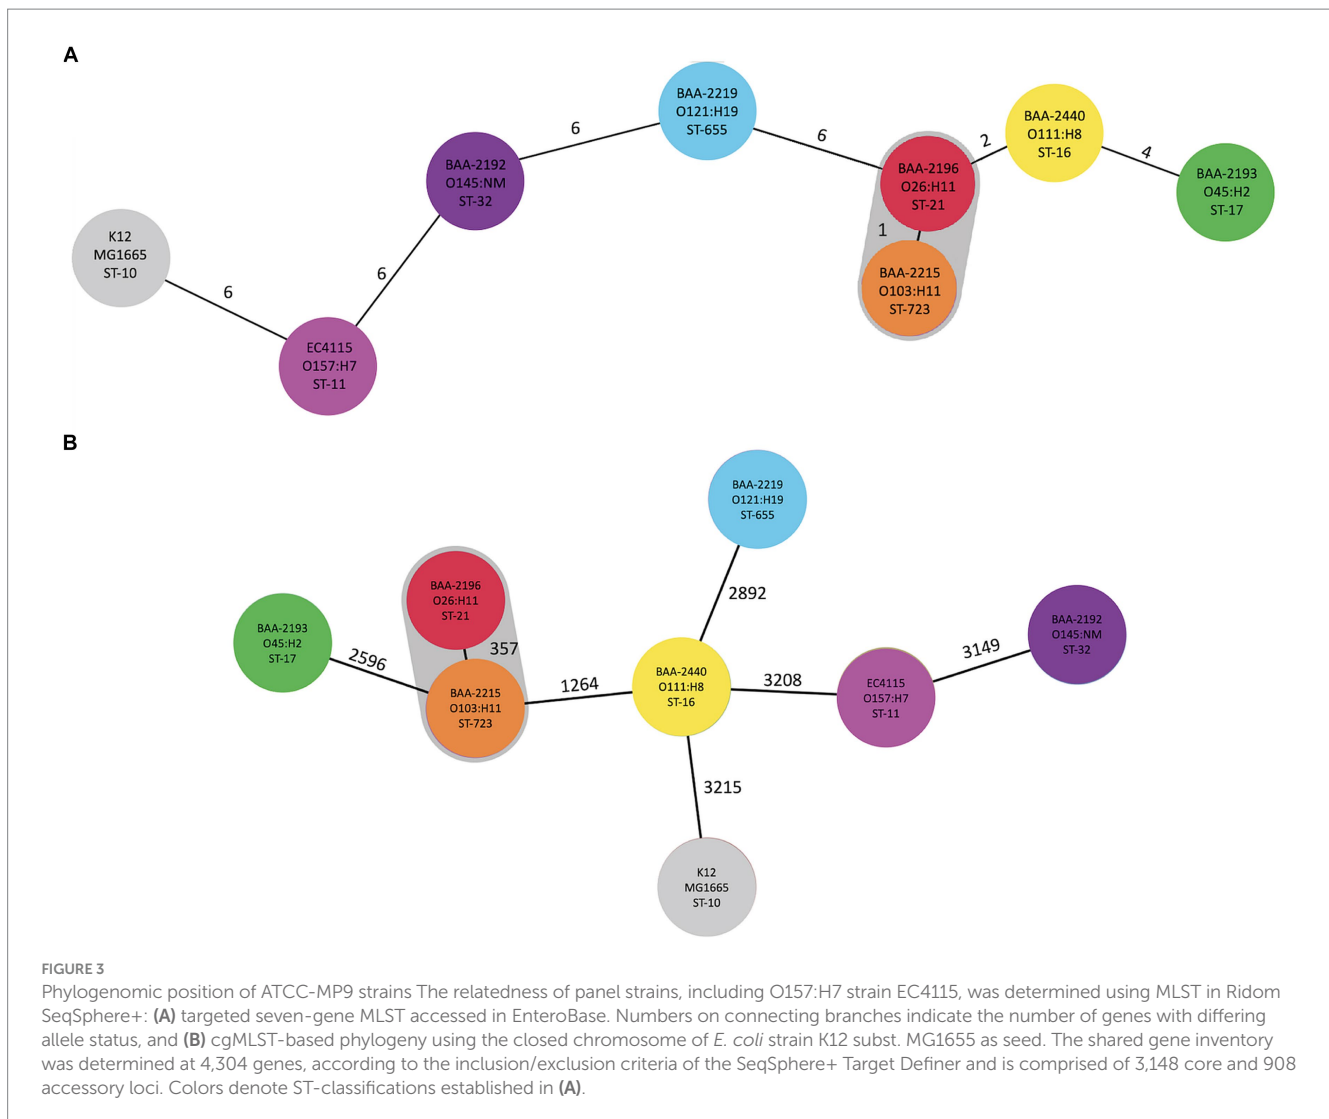 A
BAA-2219
O121:H19
ST-655
BAA-2440
O111:H8
ST-16
BAA-2192
O145:NM
ST-32
BAA-2196
O26:H11
ST-21
BAA-2193
O45:H2
ST-17
K12
MG1665
ST-10
BAA-2215
O103:H11
ST-723
EC4115
O157:H7
ST-11
6
6
6
6
1
2
4
B
BAA-2219
O121:H19
ST-655
BAA-2196
O26:H11
ST-21
BAA-2193
O45:H2
ST-17
BAA-2192
O145:NM
ST-32
BAA-2215
O103:H11
ST-723
BAA-2440
O111:H8
ST-16
EC4115
O157:H7
ST-11
K12
MG1665
ST-10
2892
357
2596
1264
3208
3149
3215
FIGURE 3
Phylogenomic position of ATCC-MP9 strains The relatedness of panel strains, including O157:H7 strain EC4115, was determined using MLST in Ridom
SeqSphere+: (A) targeted seven-gene MLST accessed in EnteroBase. Numbers on connecting branches indicate the number of genes with differing
allele status, and (B) cgMLST-based phylogeny using the closed chromosome of E. coli strain K12 subst. MG1655 as seed. The shared gene inventory
was determined at 4,304 genes, according to the inclusion/exclusion criteria of the SeqSphere+ Target Definer and is comprised of 3,148 core and 908
accessory loci. Colors denote ST-classifications established in (A).